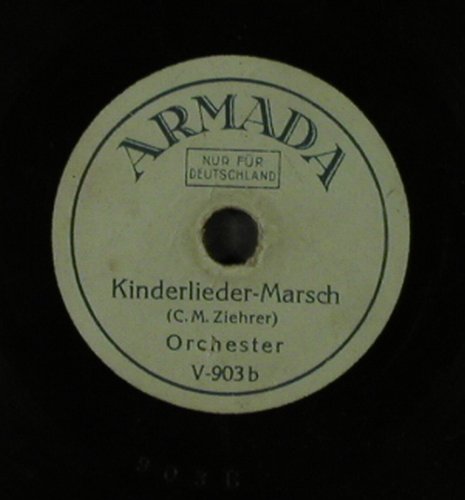 ARMADA
NUR FÜR
DEUTSCHLAND
Kinderlieder-Marsch
(C. M. Ziehrer)
Orchester
V-903 b